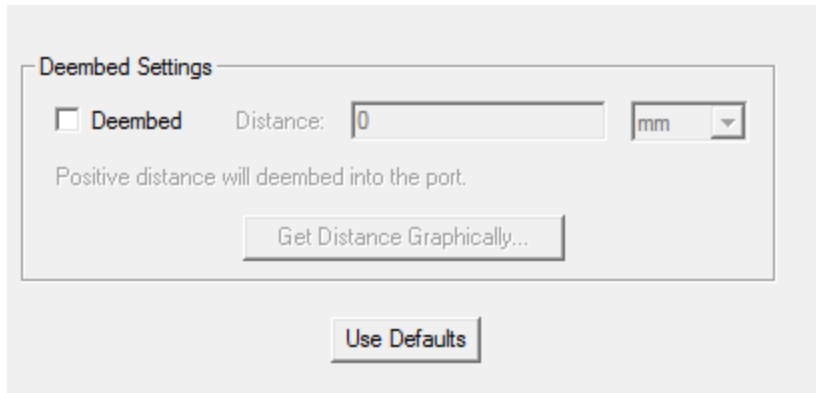 Deembed Settings
Deembed Distance: 0 mm
Positive distance will deembed into the port.
Get Distance Graphically...
Use Defaults